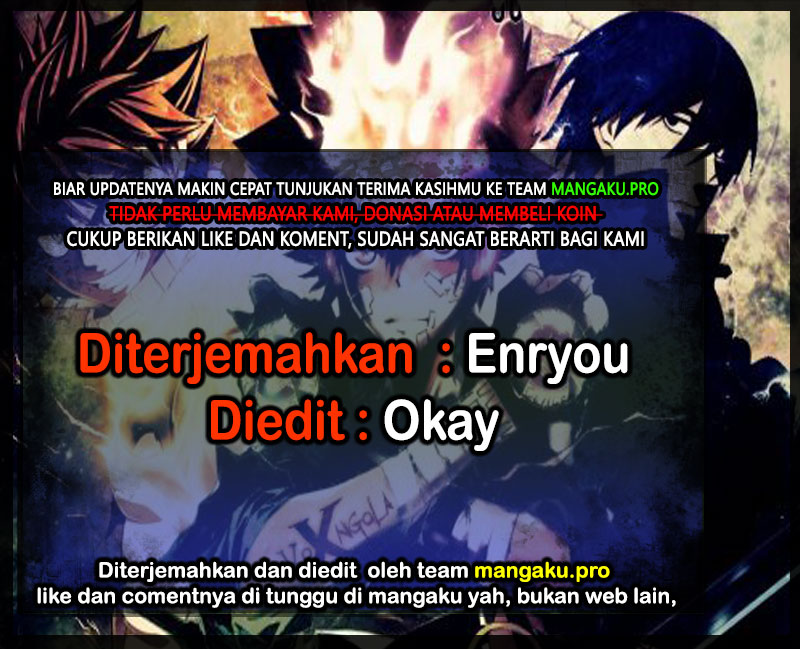 BIAR UPDATENYA MAKIN CEPAT TUNJUKAN TERIMA KASIHMU KE TEAM MANGAKU.PRO
TIDAK PERLU MEMBAYAR KAMI, DONASI ATAU MEMBELI KOIN
CUKUP BERIKAN LIKE DAN KOMENT, SUDAH SANGAT BERARTI BAGI KAMI
Diterjemahkan : Enryou
Diedit : Okay
NGOLA
Diterjemahkan dan diedit oleh team mangaku.pro
like dan comentnya di tunggu di mangaku yah, bukan web lain,